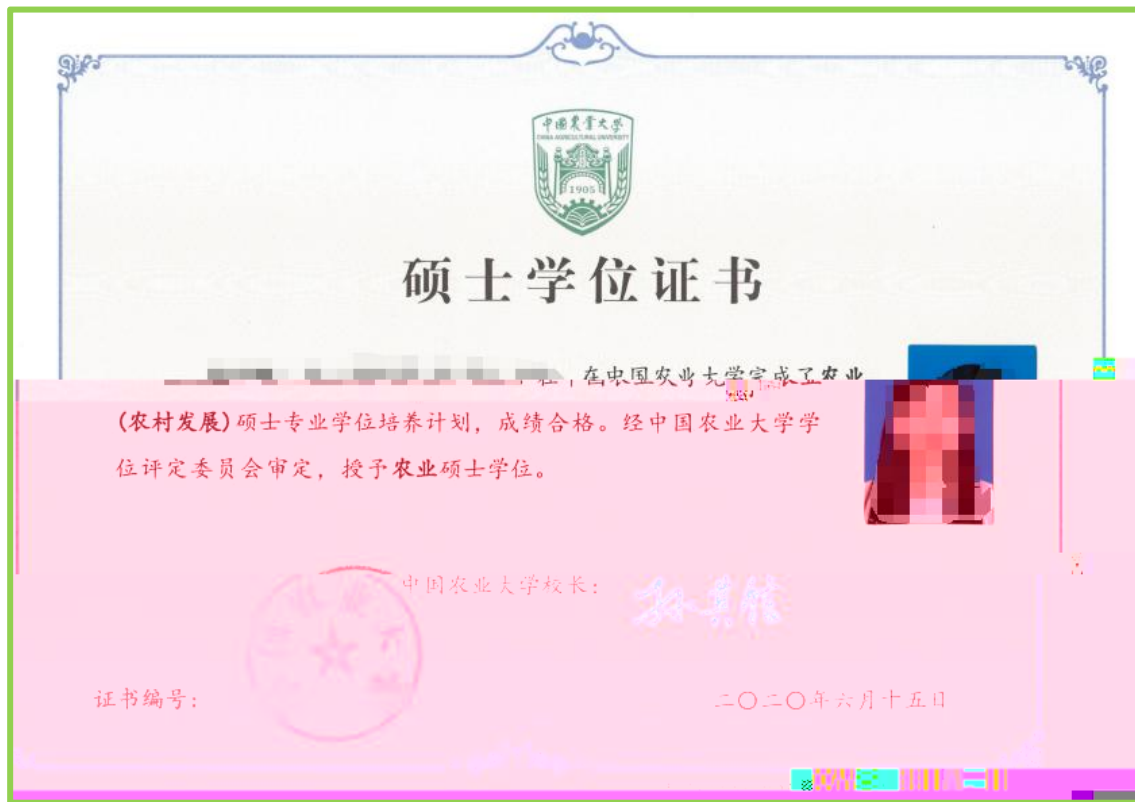 中国农业大学
CHINA AGRICULTURAL UNIVERSITY
1905
硕士学位证书
在中国农业大学完成了农业
(农村发展)硕士专业学位培养计划，成绩合格。经中国农业大学学
位评定委员会审定，授予农业硕士学位。
中国农业大学校长：
孙其信
证书编号：
二〇二〇年六月十五日